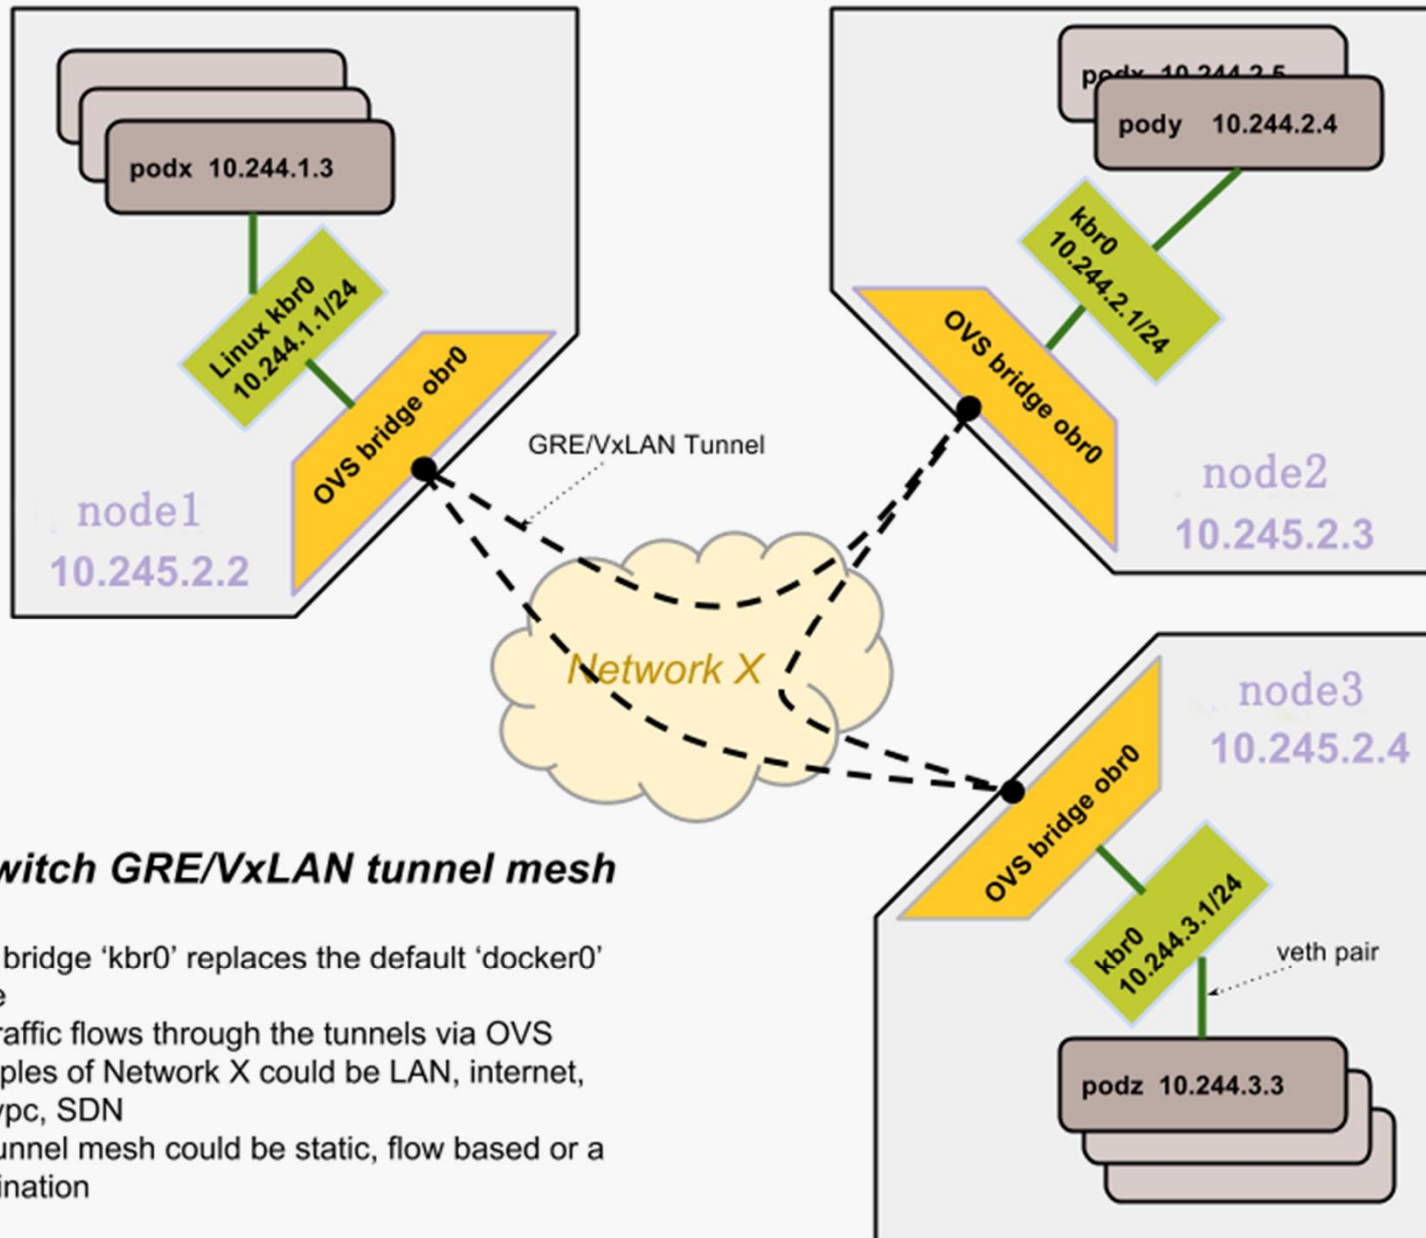 podx 10.244.1.3
Linux kbr0
10.244.1.1/24
OVS bridge obr0
node1
10.245.2.2
podx 10.244.2.5
pody 10.244.2.4
kbr0
10.244.2.1/24
OVS bridge obr0
node2
10.245.2.3
GRE/VxLAN Tunnel
Network X
node3
10.245.2.4
OVS bridge obr0
kbr0
10.244.3.1/24
veth pair
podz 10.244.3.3
witch GRE/VxLAN tunnel mesh
bridge ‘kbr0’ replaces the default ‘docker0’
e
raffic flows through the tunnels via OVS
ples of Network X could be LAN, internet,
vpc, SDN
unnel mesh could be static, flow based or a
ination